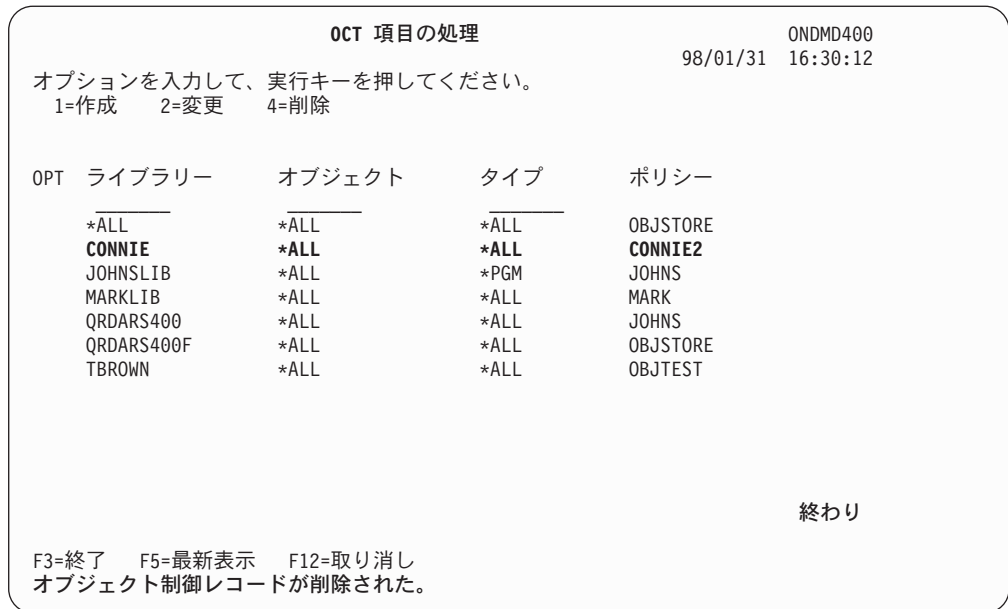 OCT 項目の処理 ONDMD400
98/01/31 16:30:12
オプションを入力して、実行キーを押してください。
1=作成 2=変更 4=削除
OPT ライブラリー オブジェクト タイプ ポリシー
_______ _______ _______
*ALL *ALL *ALL OBJSTORE
CONNIE *ALL *ALL CONNIE2
JOHNSLIB *ALL *PGM JOHNS
MARKLIB *ALL *ALL MARK
QRDARS400 *ALL *ALL JOHNS
QRDARS400F *ALL *ALL OBJSTORE
TBROWN *ALL *ALL OBJTEST
終わり
F3=終了 F5=最新表示 F12=取り消し
オブジェクト制御レコードが削除された。